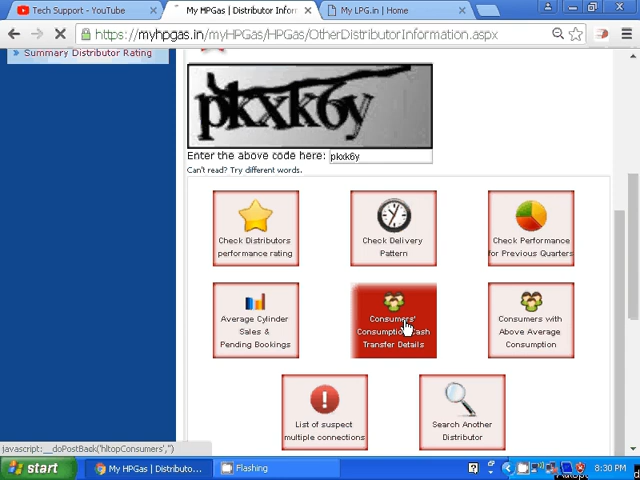 Tech Support - YouTube
My HPGas | Distributor Infor
My LPG.in | Home
https://myhpgas.in/myHPGas/HPGas/OtherDistributorInformation.aspx
Summary Distributor Rating
pkxk6y
Enter the above code here: pkxk6y
Can't read? Try different words.
Check Distributors
performance rating
Check Delivery
Pattern
Check Performance
for Previous Quarters
Average Cylinder
Sales &
Pending Bookings
Consumers'
Consumption Cash
Transfer Details
Consumers with
Above Average
Consumption
List of suspect
multiple connections
Search Another
Distributor
javascript:__doPostBack('hltopConsumers','')
start
My HPGas | Distributo...
Flashing
8:30 PM